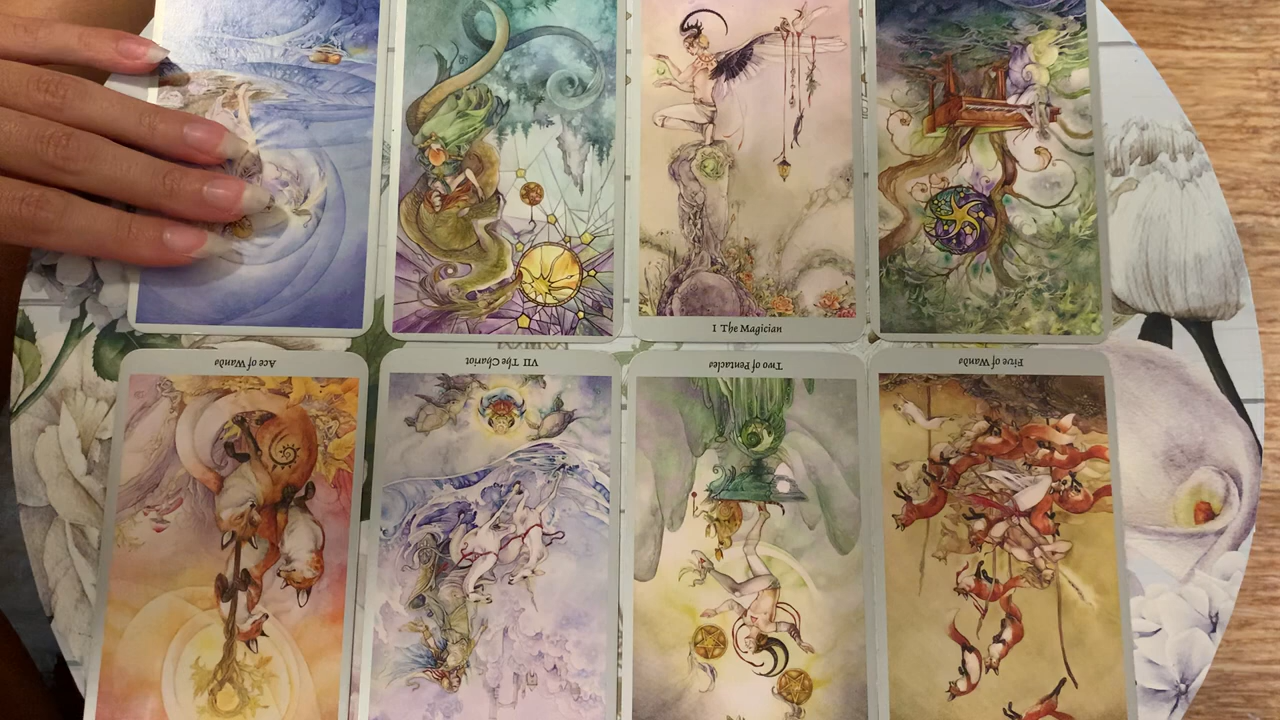 I The Magician
Ace of Wands
VII The Chariot
Two of Pentacles
Five of Wands